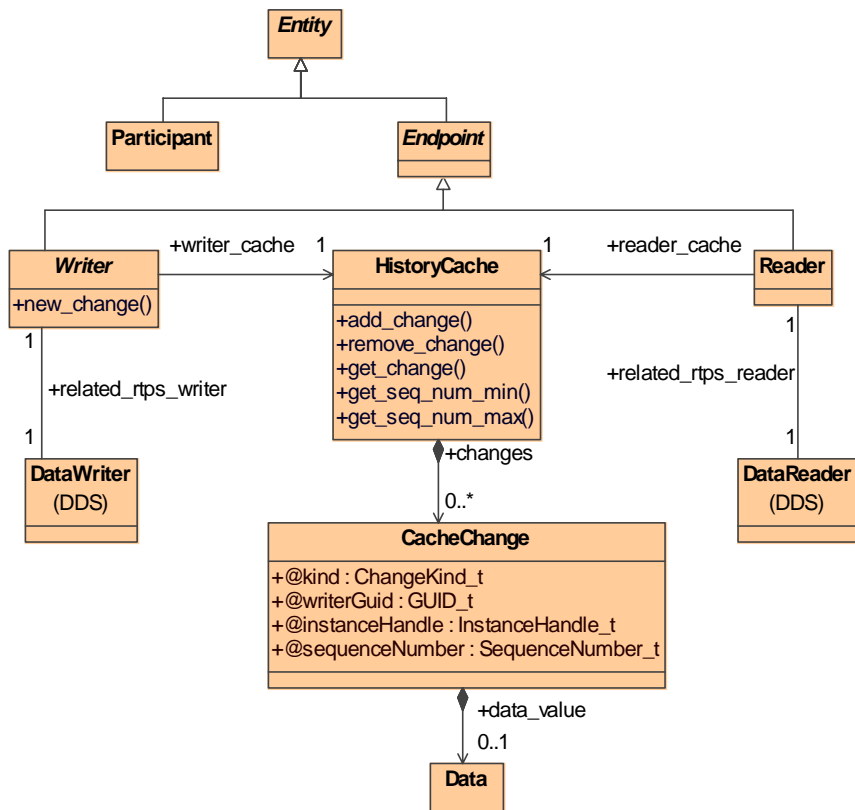 Entity
Participant
Endpoint
+writer_cache
1
1
+reader_cache
Writer
HistoryCache
Reader
+new_change()
+add_change()
+remove_change()
+get_change()
+get_seq_num_min()
+get_seq_num_max()
1
1
+related_rtps_writer
+related_rtps_reader
1
1
+changes
DataWriter
(DDS)
DataReader
(DDS)
0..*
CacheChange
+@kind : ChangeKind_t
+@writerGuid : GUID_t
+@instanceHandle : InstanceHandle_t
+@sequenceNumber : SequenceNumber_t
+data_value
0..1
Data